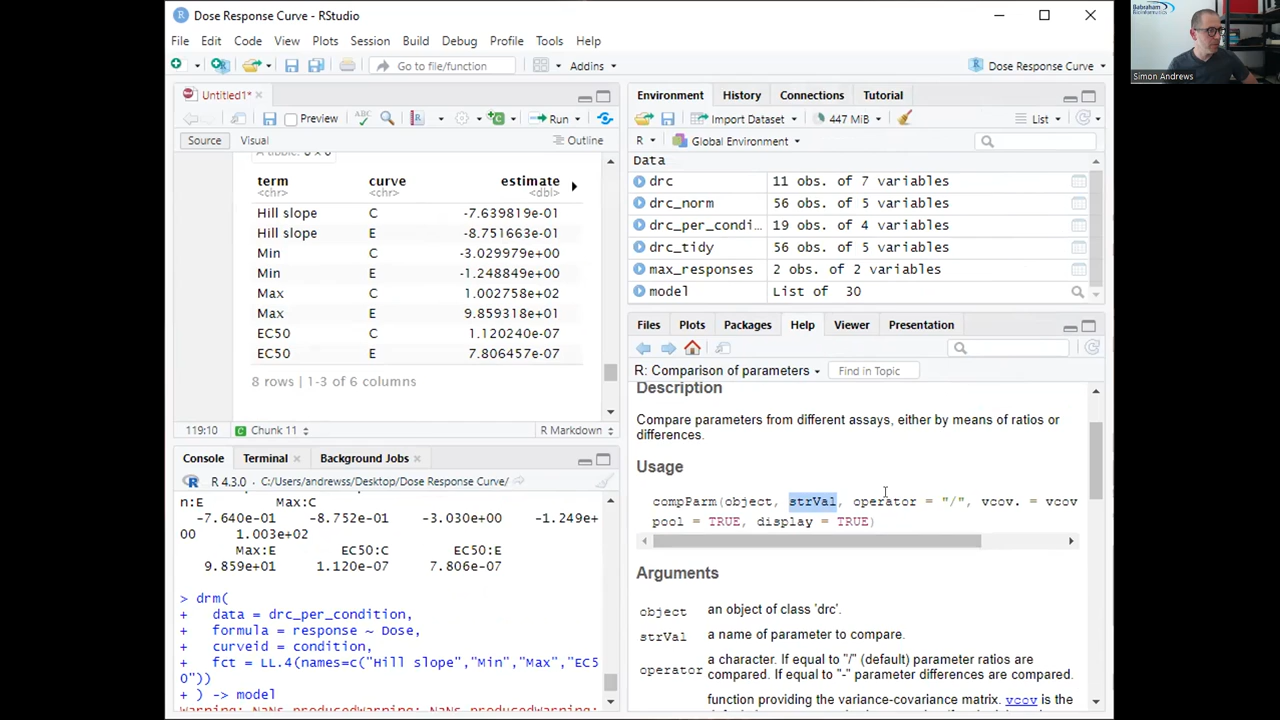 Dose Response Curve - RStudio
File Edit Code View Plots Session Build Debug Profile Tools Help
Go to file/function Addins Dose Response Curve
Untitled1*
Preview Run
Source Visual Outline
term curve estimate
<chr> <chr> <dbl>
Hill slope C -7.639819e-01
Hill slope E -8.751663e-01
Min C -3.029979e+00
Min E -1.248849e+00
Max C 1.002758e+02
Max E 9.859318e+01
EC50 C 1.120240e-07
EC50 E 7.806457e-07
8 rows | 1-3 of 6 columns
119:10 Chunk 11 R Markdown
Console Terminal Background Jobs
R 4.3.0 · C:/Users/andrewss/Desktop/Dose Response Curve/
n:E Max:C
-7.640e-01 -8.752e-01 -3.030e+00 -1.249e+
00 1.003e+02
Max:E EC50:C EC50:E
9.859e+01 1.120e-07 7.806e-07
> drm(
+ data = drc_per_condition,
+ formula = response ~ Dose,
+ curveid = condition,
+ fct = LL.4(names=c("Hill slope","Min","Max","EC5
0"))
+ ) -> model
Warning: NaNs producedWarning: NaNs producedWarning:
Environment History Connections Tutorial
Import Dataset 447 MiB List
R Global Environment
Data
drc 11 obs. of 7 variables
drc_norm 56 obs. of 5 variables
drc_per_condi… 19 obs. of 4 variables
drc_tidy 56 obs. of 5 variables
max_responses 2 obs. of 2 variables
model List of 30
Files Plots Packages Help Viewer Presentation
R: Comparison of parameters Find in Topic
Description
Compare parameters from different assays, either by means of ratios or
differences.
Usage
compParm(object, strVal, operator = "/", vcov. = vcov
pool = TRUE, display = TRUE)
Arguments
object an object of class 'drc'.
strVal a name of parameter to compare.
operator a character. If equal to "/" (default) parameter ratios are
compared. If equal to "-" parameter differences are compared.
function providing the variance-covariance matrix. vcov is the
Babraham
Bioinformatics
Simon Andrews